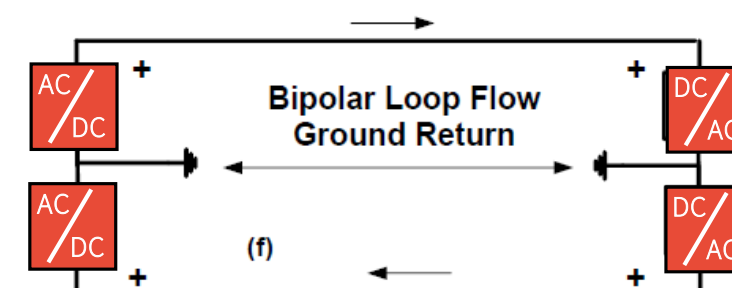 + +
AC
DC
Bipolar Loop Flow
Ground Return
DC
AC
AC
DC
DC
AC
(f)
+ +